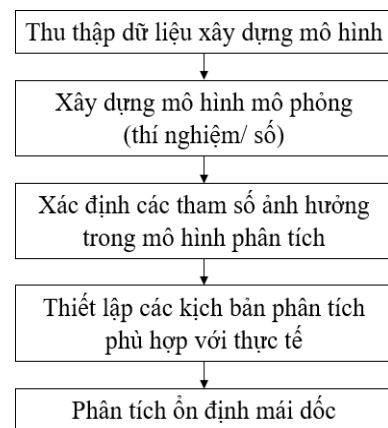 Thu thập dữ liệu xây dựng mô hình
Xây dựng mô hình mô phỏng
(thí nghiệm/ số)
Xác định các tham số ảnh hưởng
trong mô hình phân tích
Thiết lập các kịch bản phân tích
phù hợp với thực tế
Phân tích ổn định mái dốc